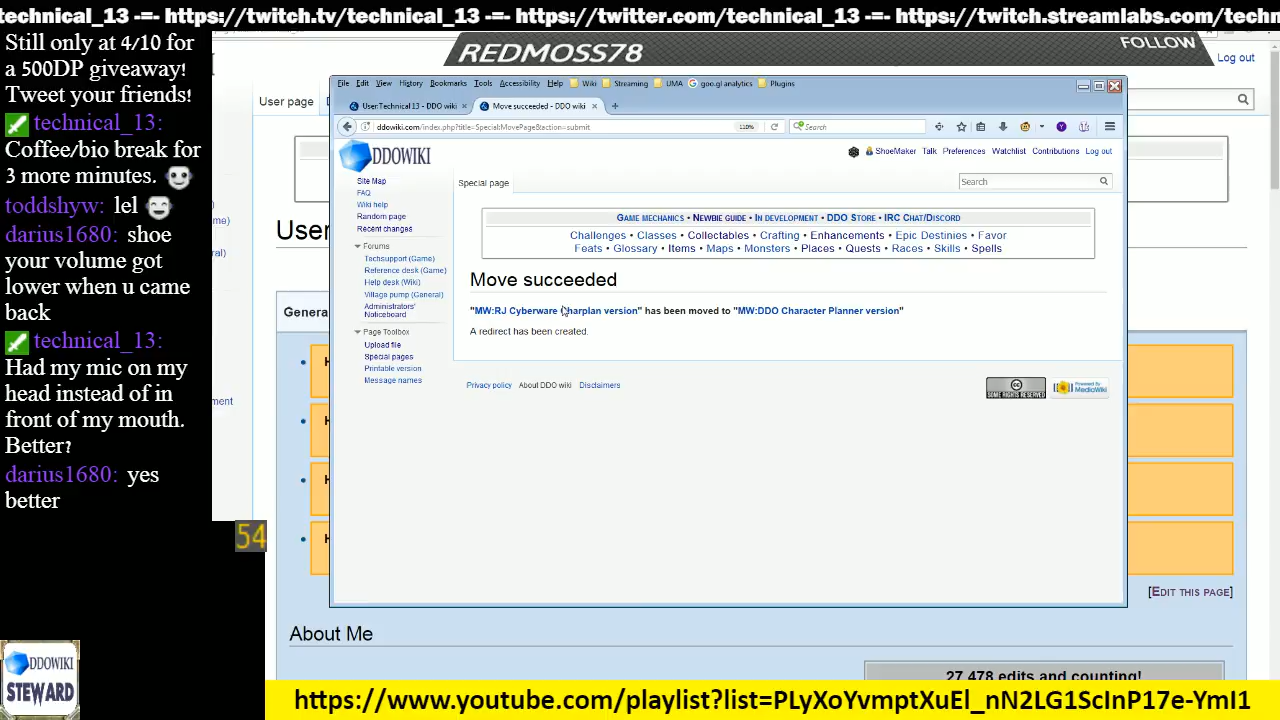 https://twitch.tv/technical_13 -=- https://twitter.com/technical_13 -=- https://twitch.streamlabs.com/techn
REDMOSS78
FOLLOW
Still only at 4/10 for
a 500DP giveaway!
Tweet your friends!
technical_13:
Coffee/bio break for
3 more minutes.
toddshyw: lel
darius1680: shoe
your volume got
lower when u came
back
technical_13:
Had my mic on my
head instead of in
front of my mouth.
Better?
darius1680: yes
better
54
DDOWIKI
STEWARD
Log out
User page
User
Genera
File Edit View History Bookmarks Tools Accessibility Help Wiki Streaming UMA goo.gl analytics Plugins
User:Technical 13 - DDO wiki
Move succeeded - DDO wiki
ddowiki.com/index.php?title=Special:MovePage&action=submit
110%
Search
DDOWIKI
ShoeMaker Talk Preferences Watchlist Contributions Log out
Special page
Search
Site Map
FAQ
Wiki help
Random page
Recent changes
Forums
Techsupport (Game)
Reference desk (Game)
Help desk (Wiki)
Village pump (General)
Administrators'
Noticeboard
Page Toolbox
Upload file
Special pages
Printable version
Message names
GAME MECHANICS • NEWBIE GUIDE • IN DEVELOPMENT • DDO STORE • IRC CHAT/DISCORD
Challenges • Classes • Collectables • Crafting • Enhancements • Epic Destinies • Favor
Feats • Glossary • Items • Maps • Monsters • Places • Quests • Races • Skills • Spells
Move succeeded
"MW:RJ Cyberware Charplan version" has been moved to "MW:DDO Character Planner version"
A redirect has been created.
Privacy policy About DDO wiki Disclaimers
SOME RIGHTS RESERVED
Powered By
MediaWiki
[EDIT THIS PAGE]
About Me
27,478 edits and counting!
https://www.youtube.com/playlist?list=PLyXoYvmptXuEl_nN2LG1ScInP17e-YmI1